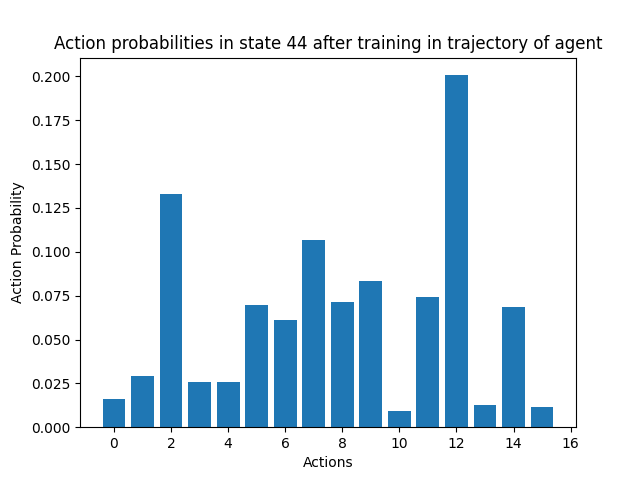 Action probabilities in state 44 after training in trajectory of agent
0.200
0.175
0.150
0.125
0.100
0.075
0.050
0.025
0.000
Action Probability
0 2 4 6 8 10 12 14 16
Actions